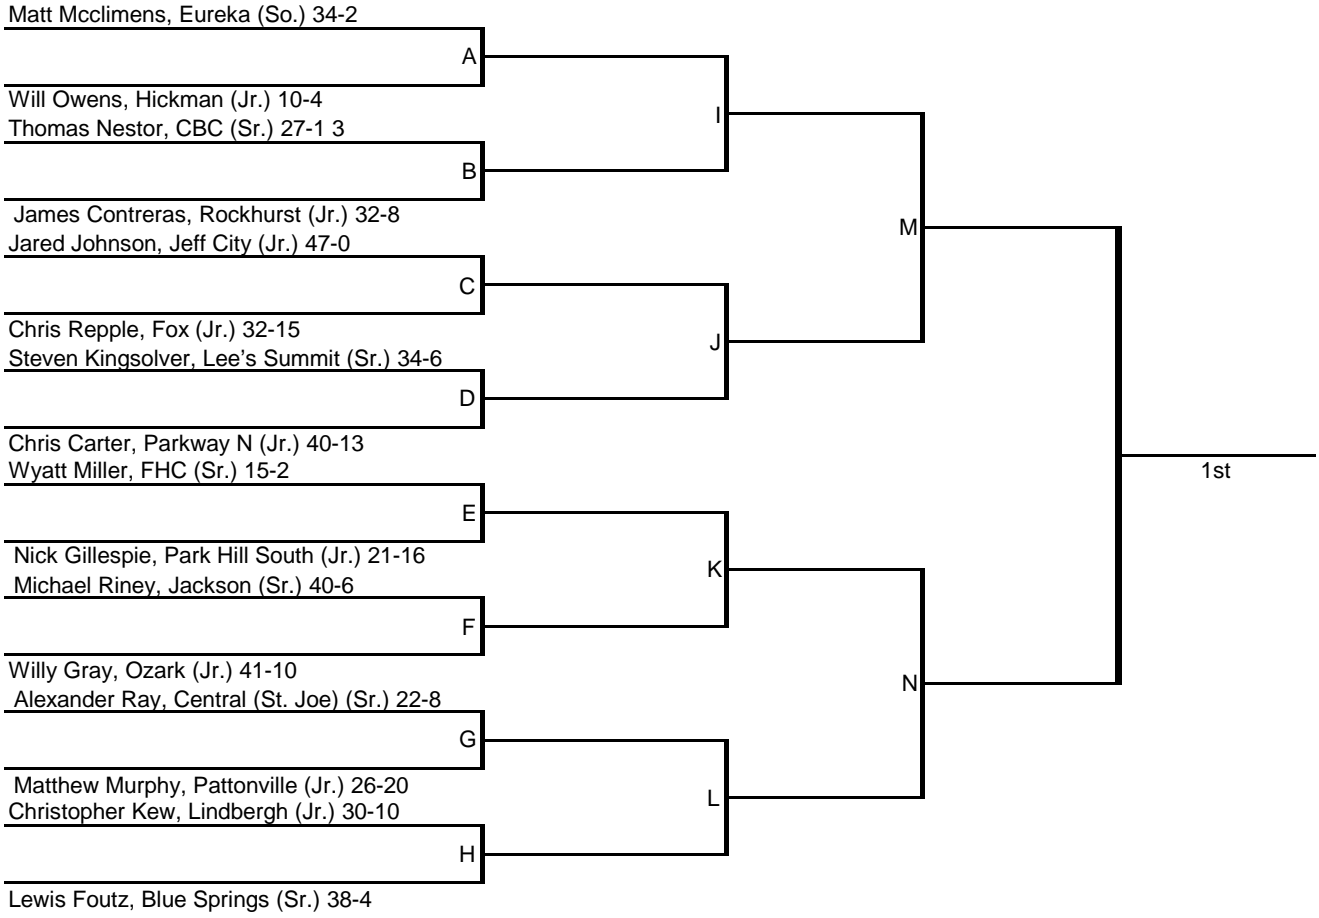 Matt Mcclimens, Eureka (So.) 34-2
A
Will Owens, Hickman (Jr.) 10-4
Thomas Nestor, CBC (Sr.) 27-1 3
I
B
James Contreras, Rockhurst (Jr.) 32-8
Jared Johnson, Jeff City (Jr.) 47-0
M
C
Chris Repple, Fox (Jr.) 32-15
Steven Kingsolver, Lee's Summit (Sr.) 34-6
J
D
Chris Carter, Parkway N (Jr.) 40-13
Wyatt Miller, FHC (Sr.) 15-2
1st
E
Nick Gillespie, Park Hill South (Jr.) 21-16
Michael Riney, Jackson (Sr.) 40-6
K
F
Willy Gray, Ozark (Jr.) 41-10
Alexander Ray, Central (St. Joe) (Sr.) 22-8
N
G
Matthew Murphy, Pattonville (Jr.) 26-20
Christopher Kew, Lindbergh (Jr.) 30-10
L
H
Lewis Foutz, Blue Springs (Sr.) 38-4